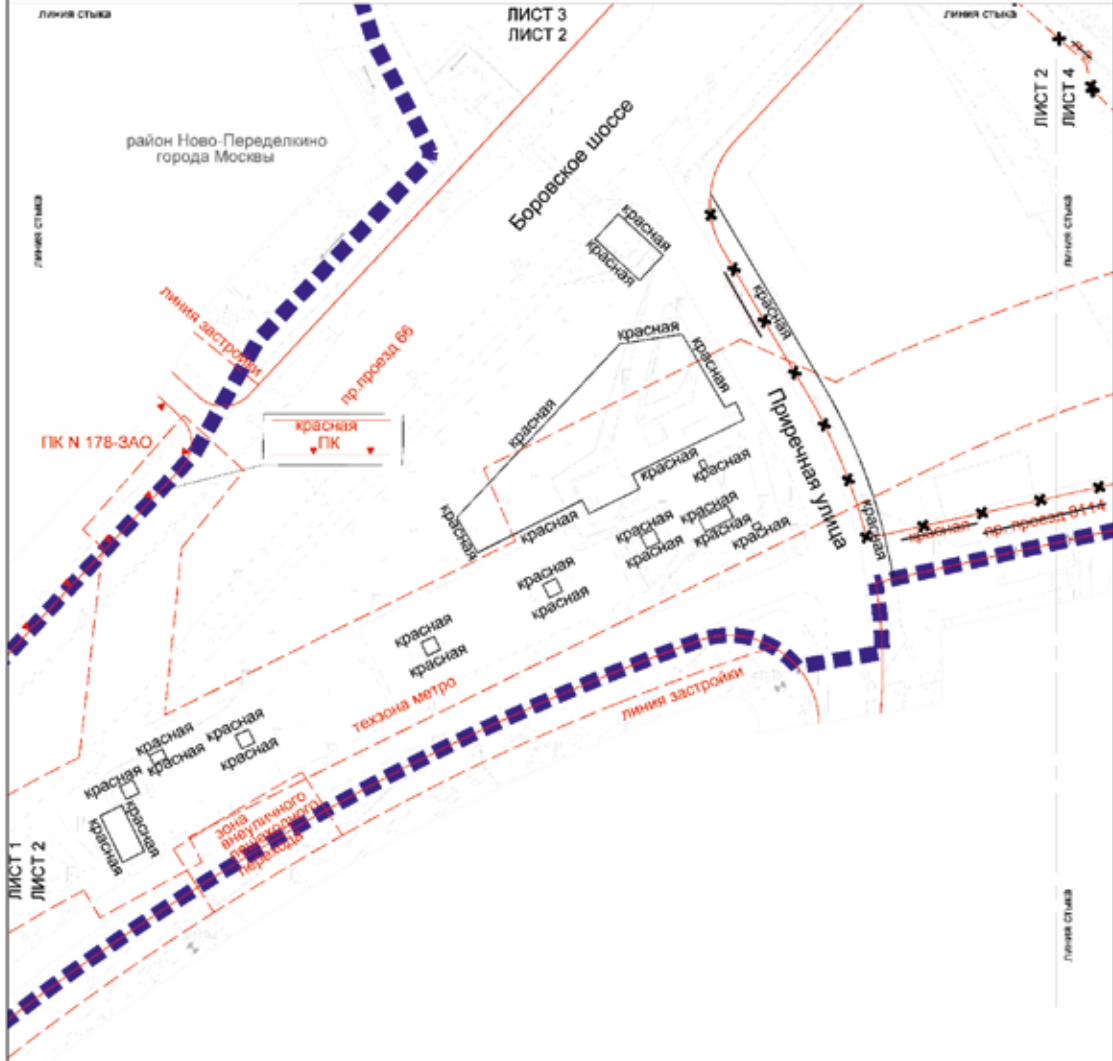 линия стыка
ЛИСТ 3
ЛИСТ 2
линия стыка
ЛИСТ 2
ЛИСТ 4
район Ново-Переделкино
города Москвы
Боровское шоссе
линия стыка
линия стыка
красная
красная
линия застройки
пр.проезд 66
красная
красная
красная
красная
ПК N 178-ЗАО
красная
ПК
Приречная улица
красная
красная
красная
красная
красная
красная
красная
красная
красная
красная
красная
красная
пр. проезд 8114
красная
красная
красная
красная
техзона метро
линия застройки
красная
красная
красная
красная
красная
красная
красная
зона
внеуличного
пешеходного
перехода
ЛИСТ 1
ЛИСТ 2
линия стыка